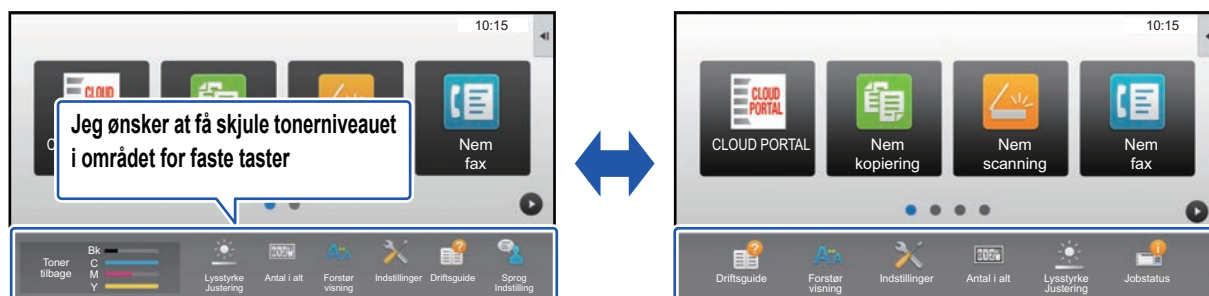 10:15
CLOUD
Jeg ønsker at få skjule tonerniveauet
i området for faste taster
Nem
fax
Toner
tilbage
Bk
C
M
Y
Lysstyrke
Justering
Antal i alt
Forstør
visning
Indstillinger
Driftsguide
Sprog
Indstilling
10:15
CLOUD
PORTAL
CLOUD PORTAL
Nem
kopiering
Nem
scanning
Nem
fax
Driftsguide
Forstør
visning
Indstillinger
Antal i alt
Lysstyrke
Justering
Jobstatus